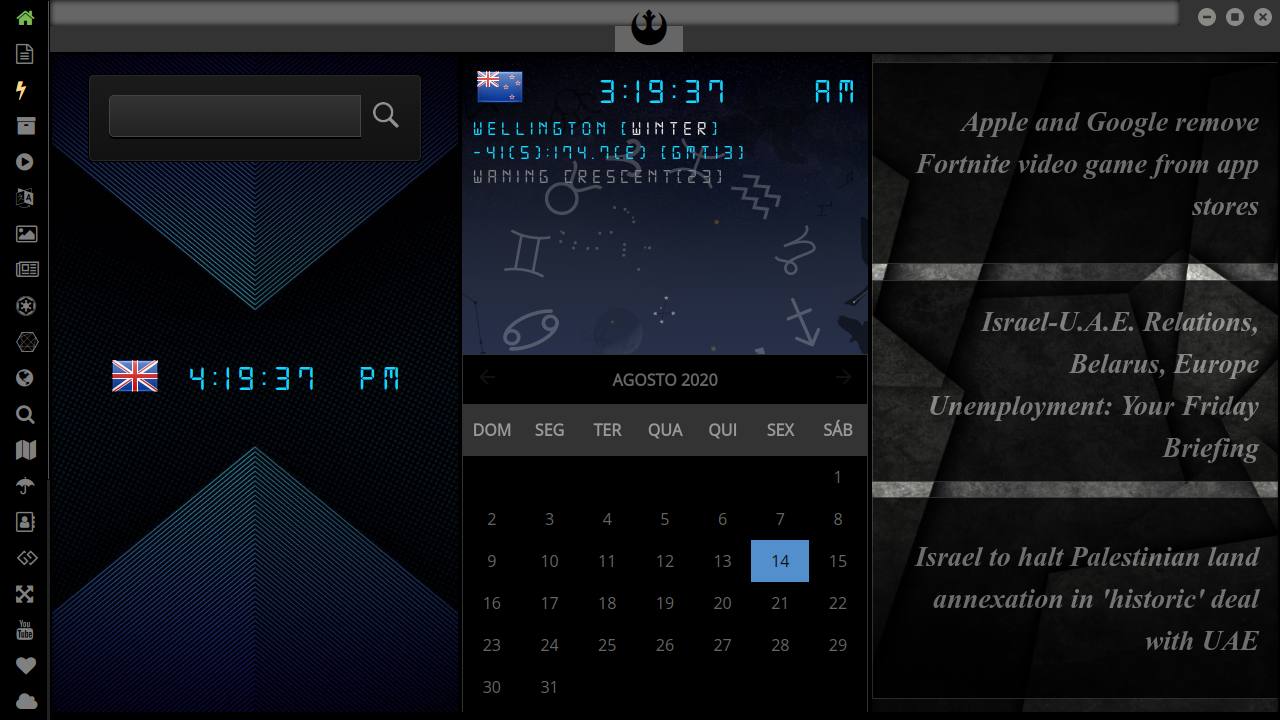 4:19:37 PM
3:19:37 AM
WELLINGTON [WINTER]
-41(S):174.7(E) [GMT13]
WANING CRESCENT[23]
AGOSTO 2020
DOM SEG TER QUA QUI SEX SÁB
1
2 3 4 5 6 7 8
9 10 11 12 13 14 15
16 17 18 19 20 21 22
23 24 25 26 27 28 29
30 31
Apple and Google remove
Fortnite video game from app
stores
Israel-U.A.E. Relations,
Belarus, Europe
Unemployment: Your Friday
Briefing
Israel to halt Palestinian land
annexation in 'historic' deal
with UAE
You
Tube